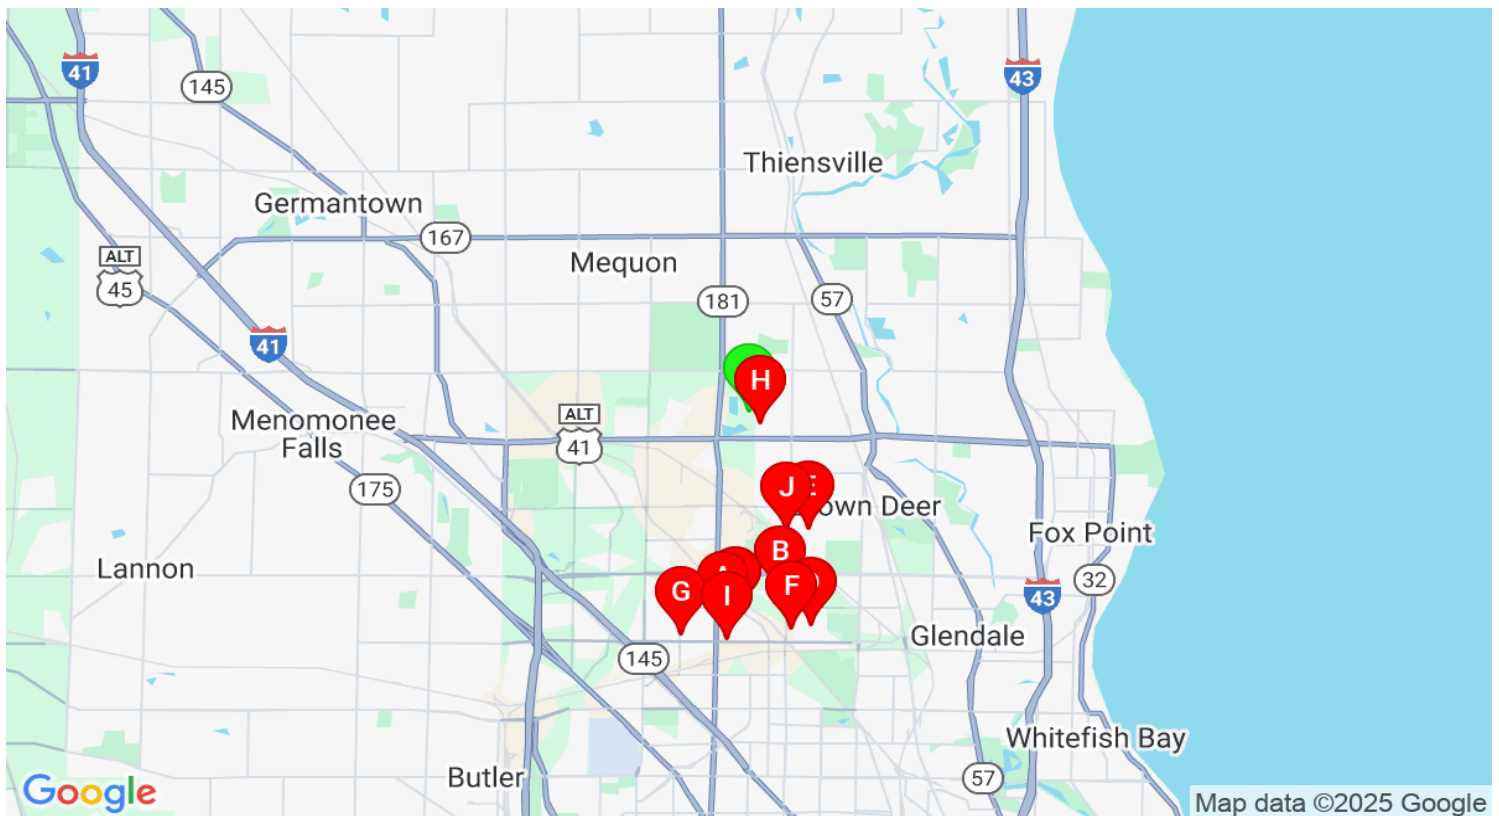 41
145
43
Thiensville
Germantown
167
ALT
45
Mequon
181
57
41
H
ALT
41
Menomonee
Falls
175
J
E
Brown Deer
Fox Point
B
Lannon
A
G
I
F
32
43
Glendale
145
Whitefish Bay
57
Butler
Google
Map data ©2025 Google